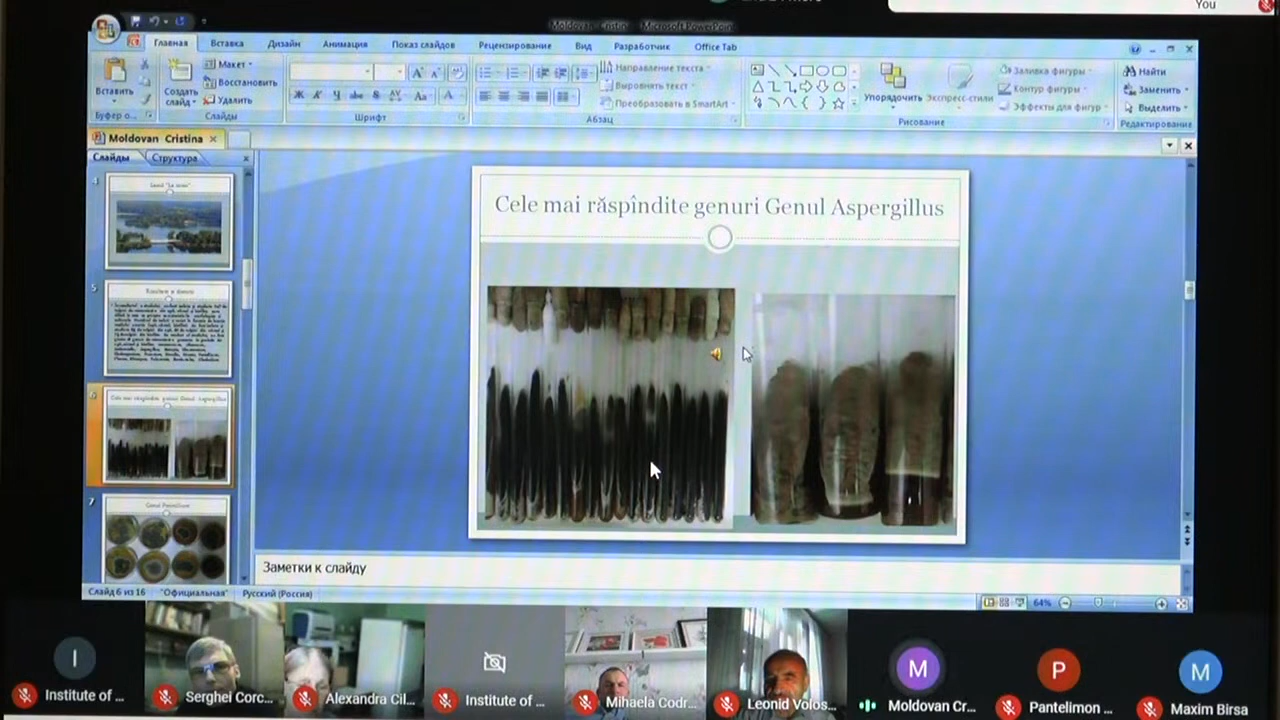 You
Moldovan Cristina - Microsoft PowerPoint
Главная Вставка Дизайн Анимация Показ слайдов Рецензирование Вид Разработчик Office Tab
Вставить
Создать слайд
Макет
Восстановить
Удалить
Направление текста
Выровнять текст
Преобразовать в SmartArt
Упорядочить
Экспресс-стили
Заливка фигуры
Контур фигуры
Эффекты для фигур
Найти
Заменить
Выделить
Буфер о...
Слайды
Шрифт
Абзац
Рисование
Редактирование
Moldovan Cristina
Слайды Структура
5
7
Cele mai răspîndite genuri Genul Aspergillus
Заметки к слайду
Слайд 6 из 16 "Официальная" Русский (Россия) 64%
I
M
P
M
Institute of ...
Serghei Corc...
Alexandra Cil...
Institute of ...
Mihaela Codr...
Leonid Volos...
Moldovan Cr...
Pantelimon ...
Maxim Birsa